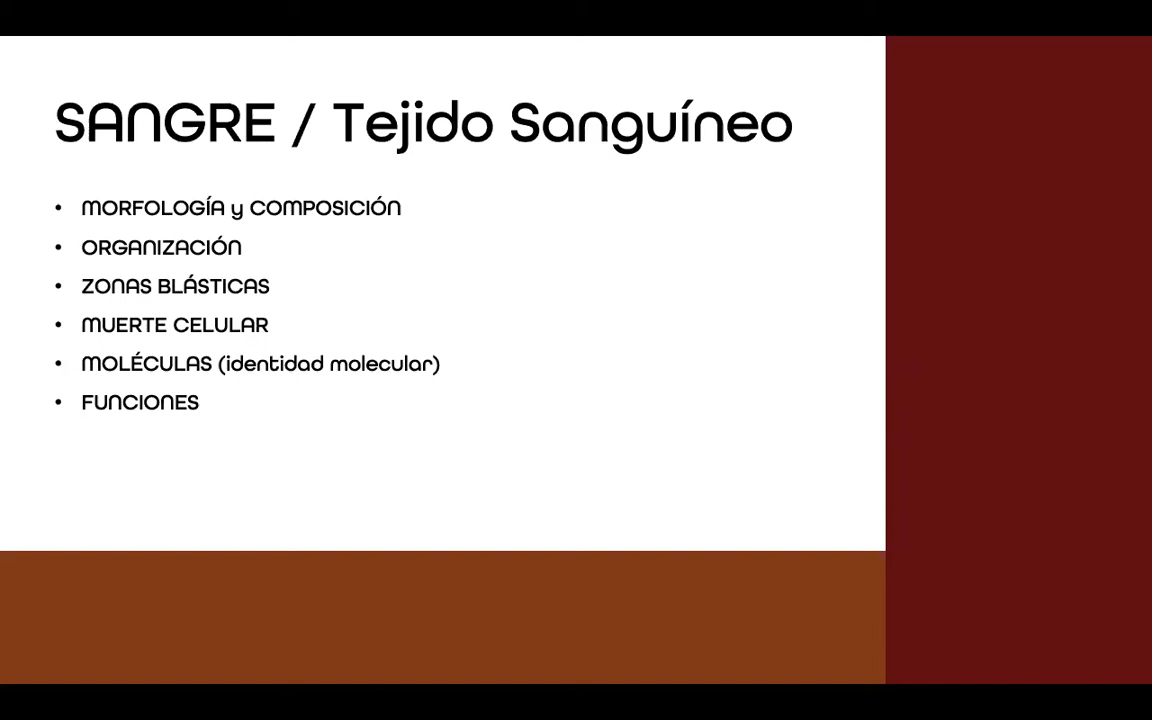 SANGRE / Tejido Sanguíneo
• MORFOLOGÍA y COMPOSICIÓN
• ORGANIZACIÓN
• ZONAS BLÁSTICAS
• MUERTE CELULAR
• MOLÉCULAS (identidad molecular)
• FUNCIONES